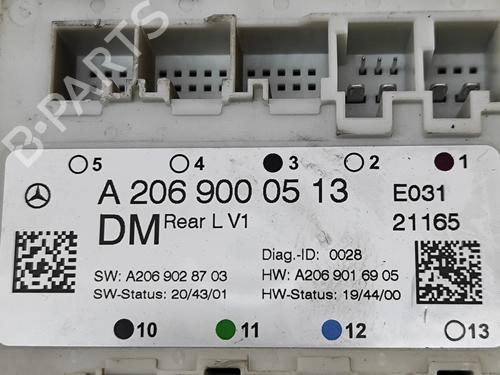 B-PARTS
5 4 3 2 1
A 206 900 05 13 E031
DM Rear L V1 21165
Diag.-ID: 0028
SW: A206 902 87 03 HW: A206 901 69 05
SW-Status: 20/43/01 HW-Status: 19/44/00
10 11 12 13